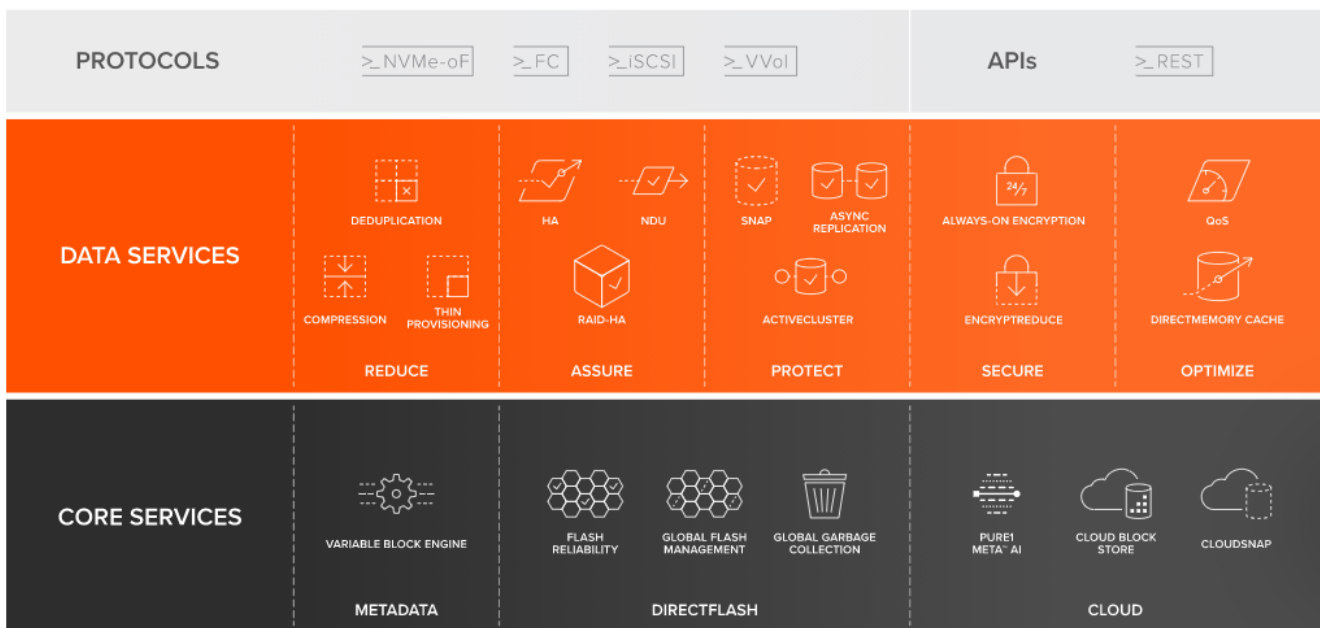 PROTOCOLS
>_NVMe-oF
>_FC
>_iSCSI
>_VVol
APIs
>_REST
DATA SERVICES
DEDUPLICATION
COMPRESSION
THIN
PROVISIONING
REDUCE
HA
NDU
RAID-HA
ASSURE
SNAP
ASYNC
REPLICATION
ACTIVECLUSTER
PROTECT
24/7
ALWAYS-ON ENCRYPTION
ENCRYPTREDUCE
SECURE
QoS
DIRECTMEMORY CACHE
OPTIMIZE
CORE SERVICES
VARIABLE BLOCK ENGINE
METADATA
FLASH
RELIABILITY
GLOBAL FLASH
MANAGEMENT
GLOBAL GARBAGE
COLLECTION
DIRECTFLASH
PURE1
META™ AI
CLOUD BLOCK
STORE
CLOUDSNAP
CLOUD